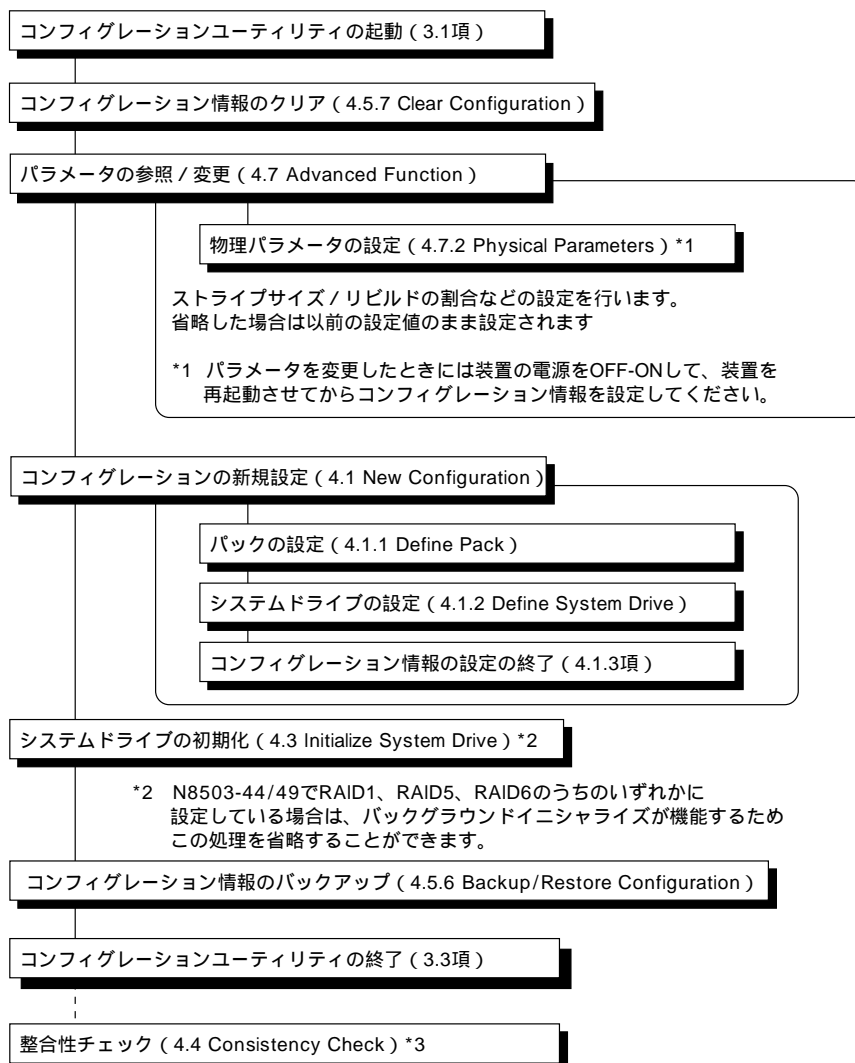 コンフィグレーションユーティリティの起動（3.1項）
コンフィグレーション情報のクリア（4.5.7 Clear Configuration）
パラメータの参照／変更（4.7 Advanced Function）
物理パラメータの設定（4.7.2 Physical Parameters）*1
ストライプサイズ／リビルドの割合などの設定を行います。
省略した場合は以前の設定値のまま設定されます
*1 パラメータを変更したときには装置の電源をOFF-ONして、装置を
再起動させてからコンフィグレーション情報を設定してください。
コンフィグレーションの新規設定（4.1 New Configuration）
パックの設定（4.1.1 Define Pack）
システムドライブの設定（4.1.2 Define System Drive）
コンフィグレーション情報の設定の終了（4.1.3項）
システムドライブの初期化（4.3 Initialize System Drive）*2
*2 N8503-44/49でRAID1、RAID5、RAID6のうちのいずれかに
設定している場合は、バックグラウンドイニシャライズが機能するため
この処理を省略することができます。
コンフィグレーション情報のバックアップ（4.5.6 Backup/Restore Configuration）
コンフィグレーションユーティリティの終了（3.3項）
整合性チェック（4.4 Consistency Check）*3